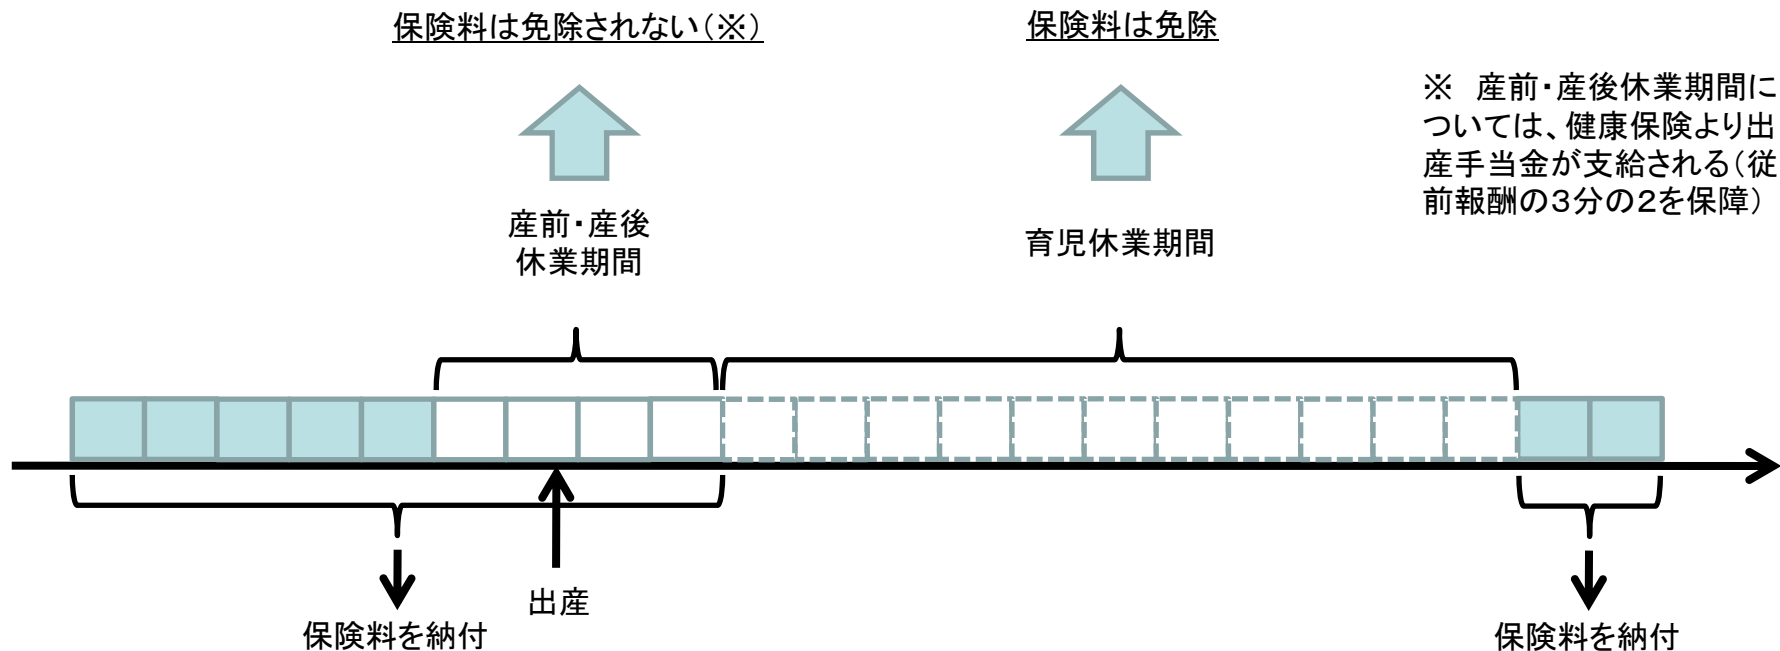 保険料は免除されない（※）
保険料は免除
※　産前・産後休業期間に
ついては、健康保険より出
産手当金が支給される（従
前報酬の３分の２を保障）
産前・産後
休業期間
育児休業期間
出産
保険料を納付
保険料を納付